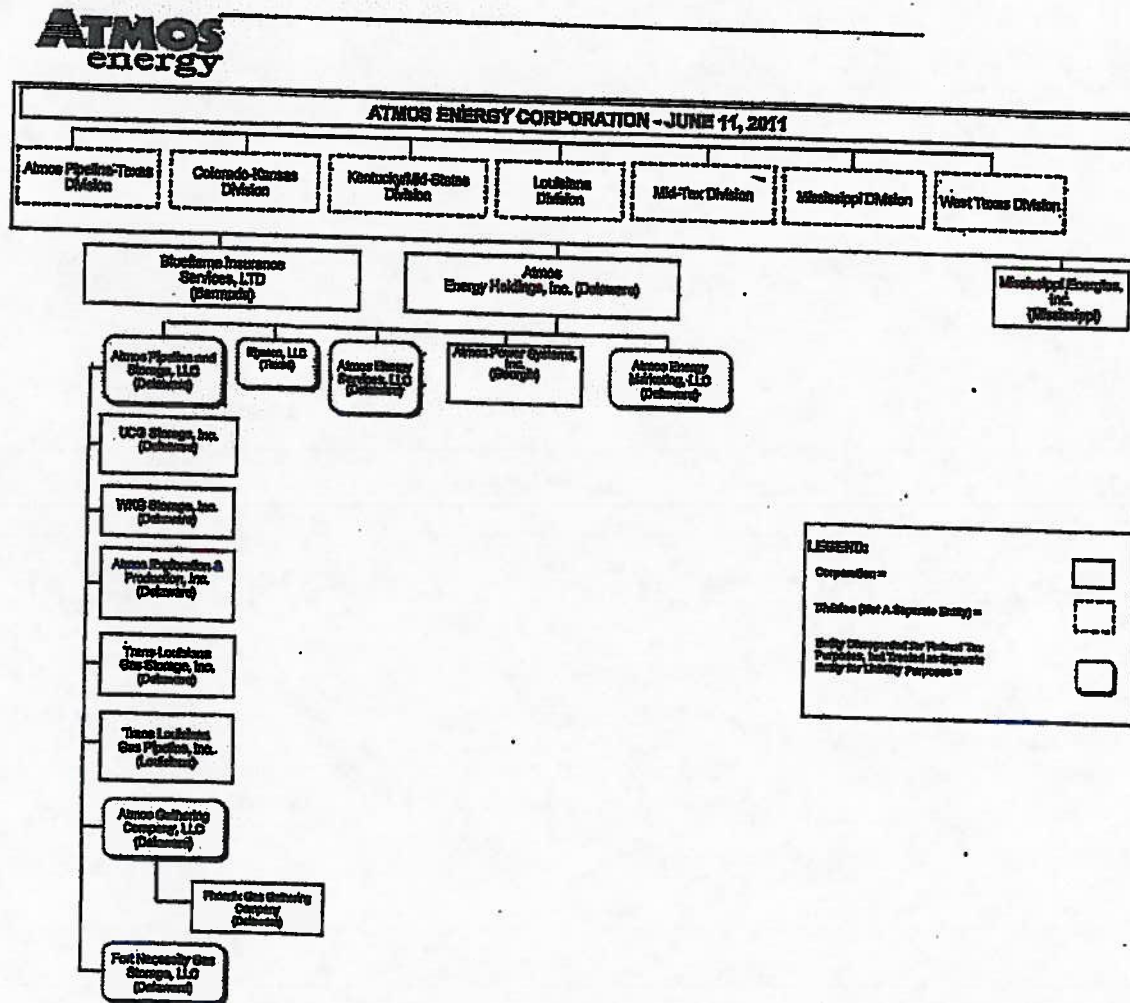 ATMOS
energy
ATMOS ENERGY CORPORATION - JUNE 11, 2011
Atmos Pipeline-Texas
Division
Colorado-Kansas
Division
Kentucky/Mid-States
Division
Louisiana
Division
Mid-Tex Division
Mississippi Division
West Texas Division
Blueflame Insurance
Services, LTD
(Bermuda)
Atmos
Energy Holdings, Inc. (Delaware)
Mississippi Energies,
Inc.
(Mississippi)
Atmos Pipeline and
Storage, LLC
(Delaware)
LLC
(Texas)
Atmos Energy
Services, LLC
(Delaware)
Atmos Power Systems,
Inc.
(Georgia)
Atmos Energy
Marketing, LLC
(Delaware)
UCG Storage, Inc.
(Delaware)
WKG Storage, Inc.
(Delaware)
Atmos Exploration &
Production, Inc.
(Delaware)
Trans-Louisiana
Gas Storage, Inc.
(Delaware)
Trans Louisiana
Gas Pipeline, Inc.
(Louisiana)
Atmos Gathering
Company, LLC
(Delaware)
Phoenix Gas Gathering
Company
(Delaware)
Fort Necessity Gas
Storage, LLC
(Delaware)
LEGEND:
Corporation =
Division (Not A Separate Entity) =
Entity Disregarded for Federal Tax
Purposes, but Treated as Separate
Entity for Liability Purposes =